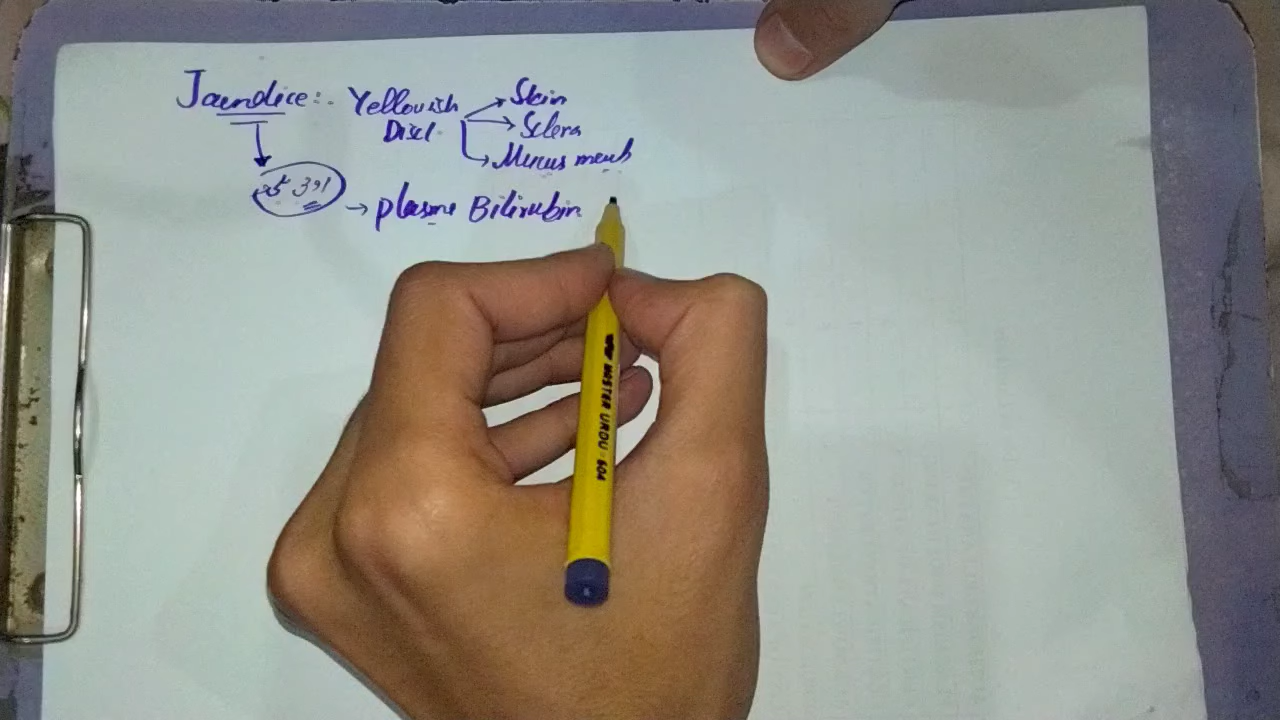 Jaundice:- Yellowish Discl.
Skin
Sclera
Mucus memb
→ plasma Bilirubin
MASTER URDU 604